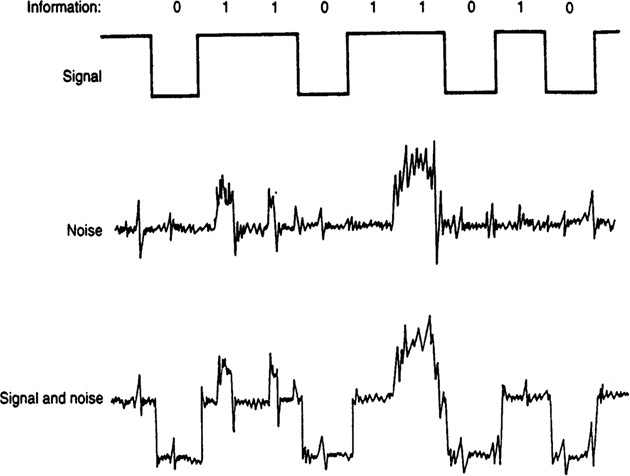 Information: 0 1 1 0 1 1 0 1 0
Signal
Noise
Signal and noise